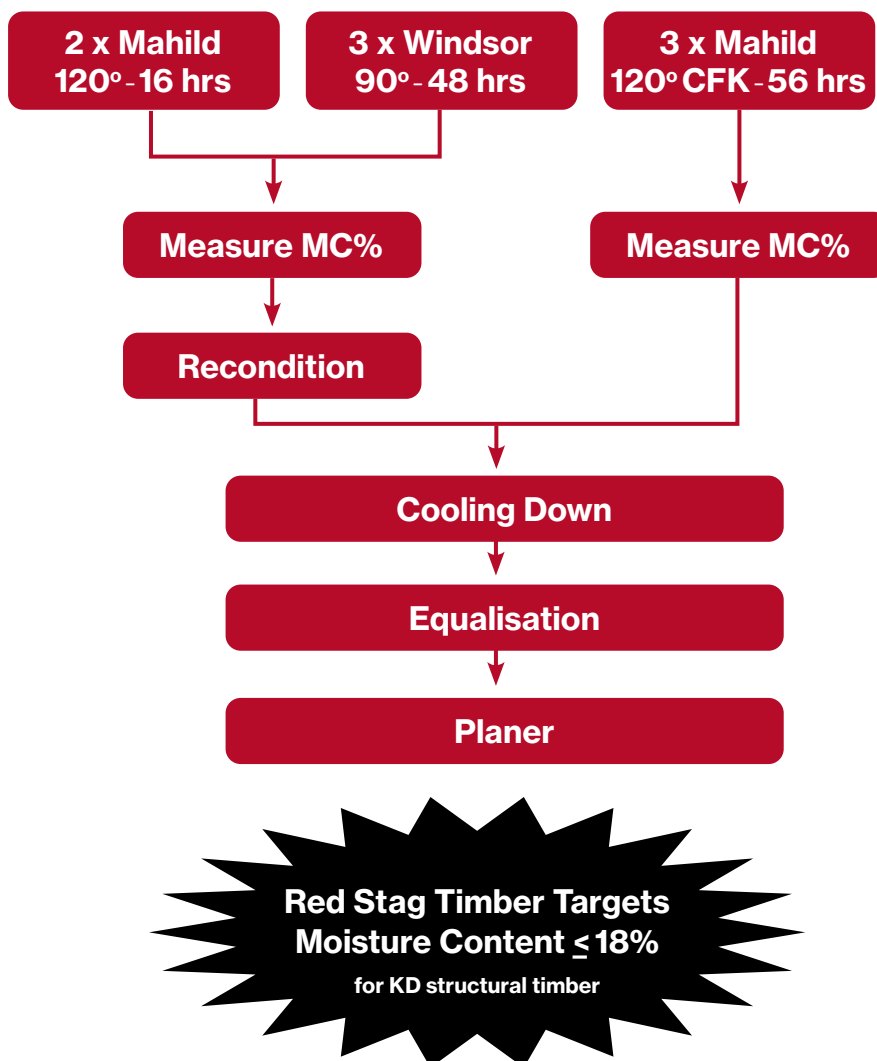 2 x Mahild
120º - 16 hrs
3 x Windsor
90º - 48 hrs
3 x Mahild
120º CFK - 56 hrs
Measure MC%
Measure MC%
Recondition
Cooling Down
Equalisation
Planer
Red Stag Timber Targets
Moisture Content ≤ 18%
for KD structural timber